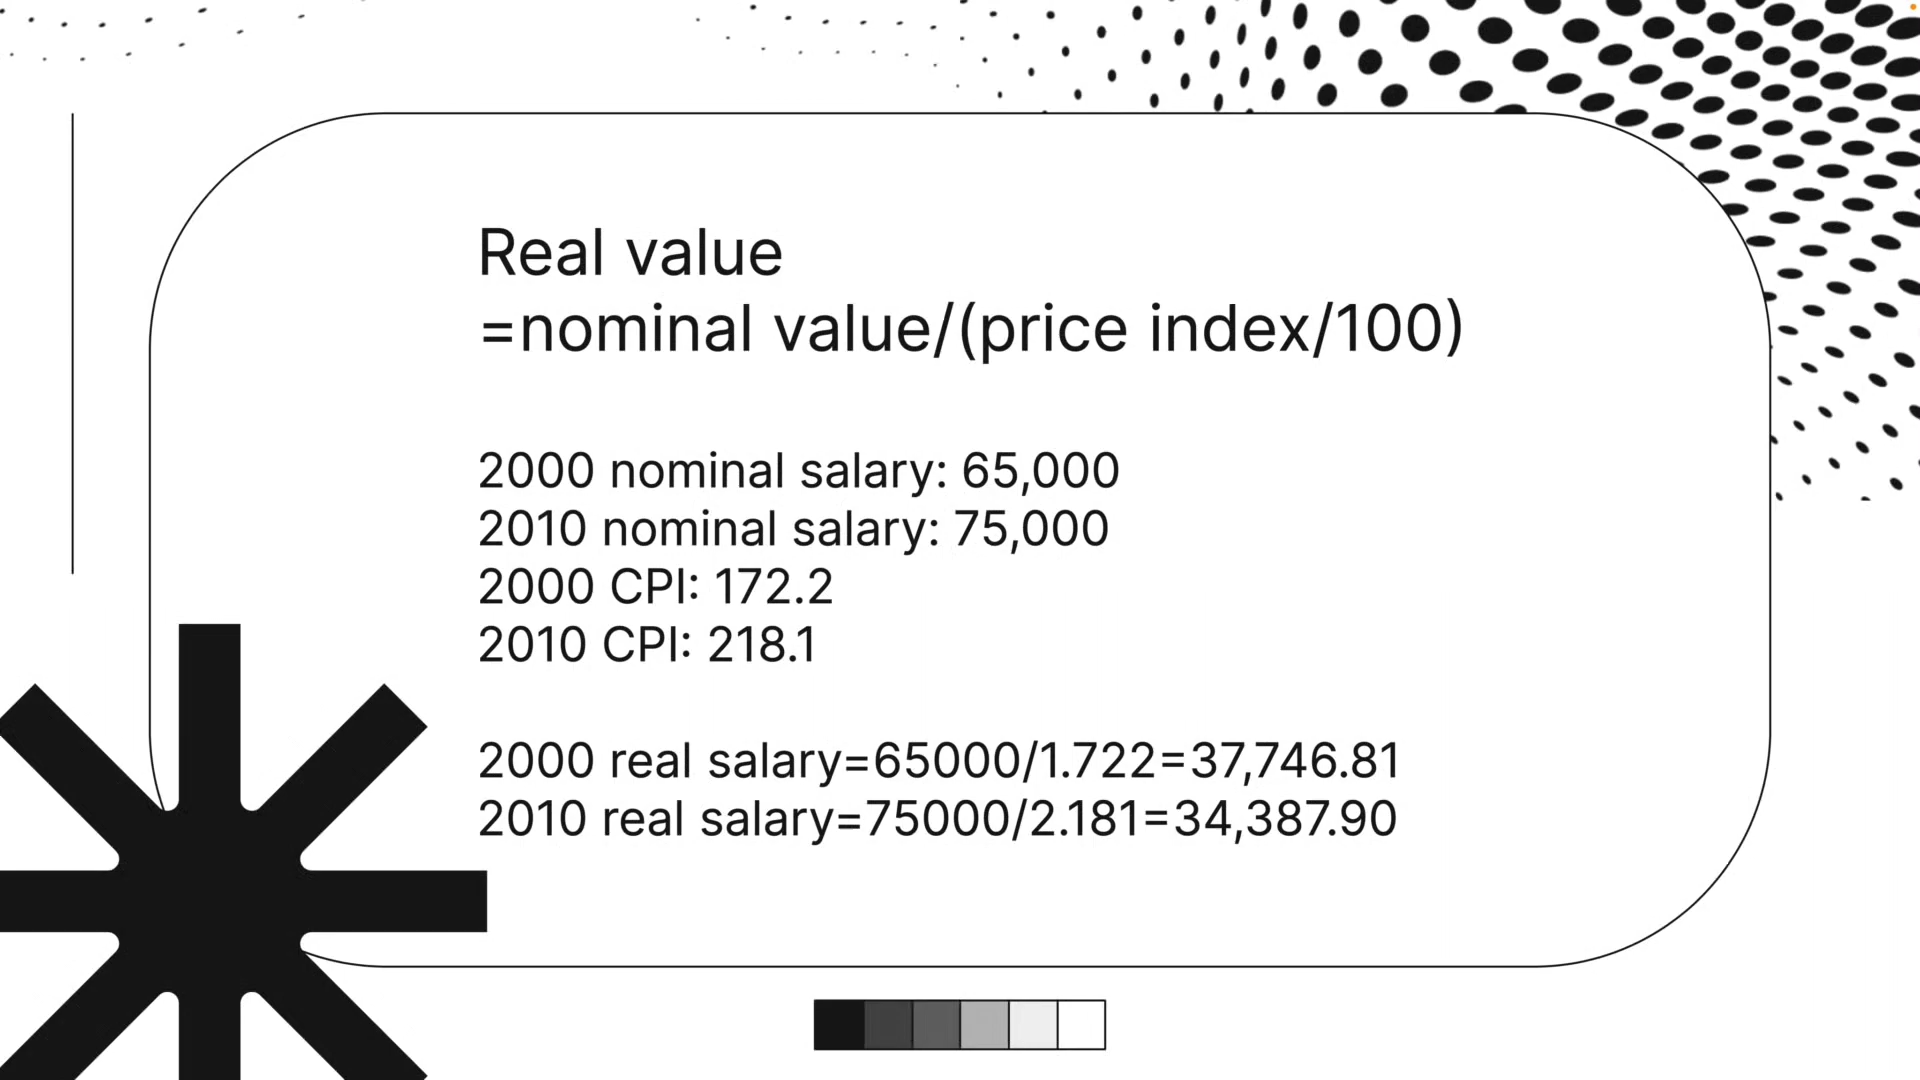 Real value
=nominal value/(price index/100)
2000 nominal salary: 65,000
2010 nominal salary: 75,000
2000 CPI: 172.2
2010 CPI: 218.1
2000 real salary=65000/1.722=37,746.81
2010 real salary=75000/2.181=34,387.90